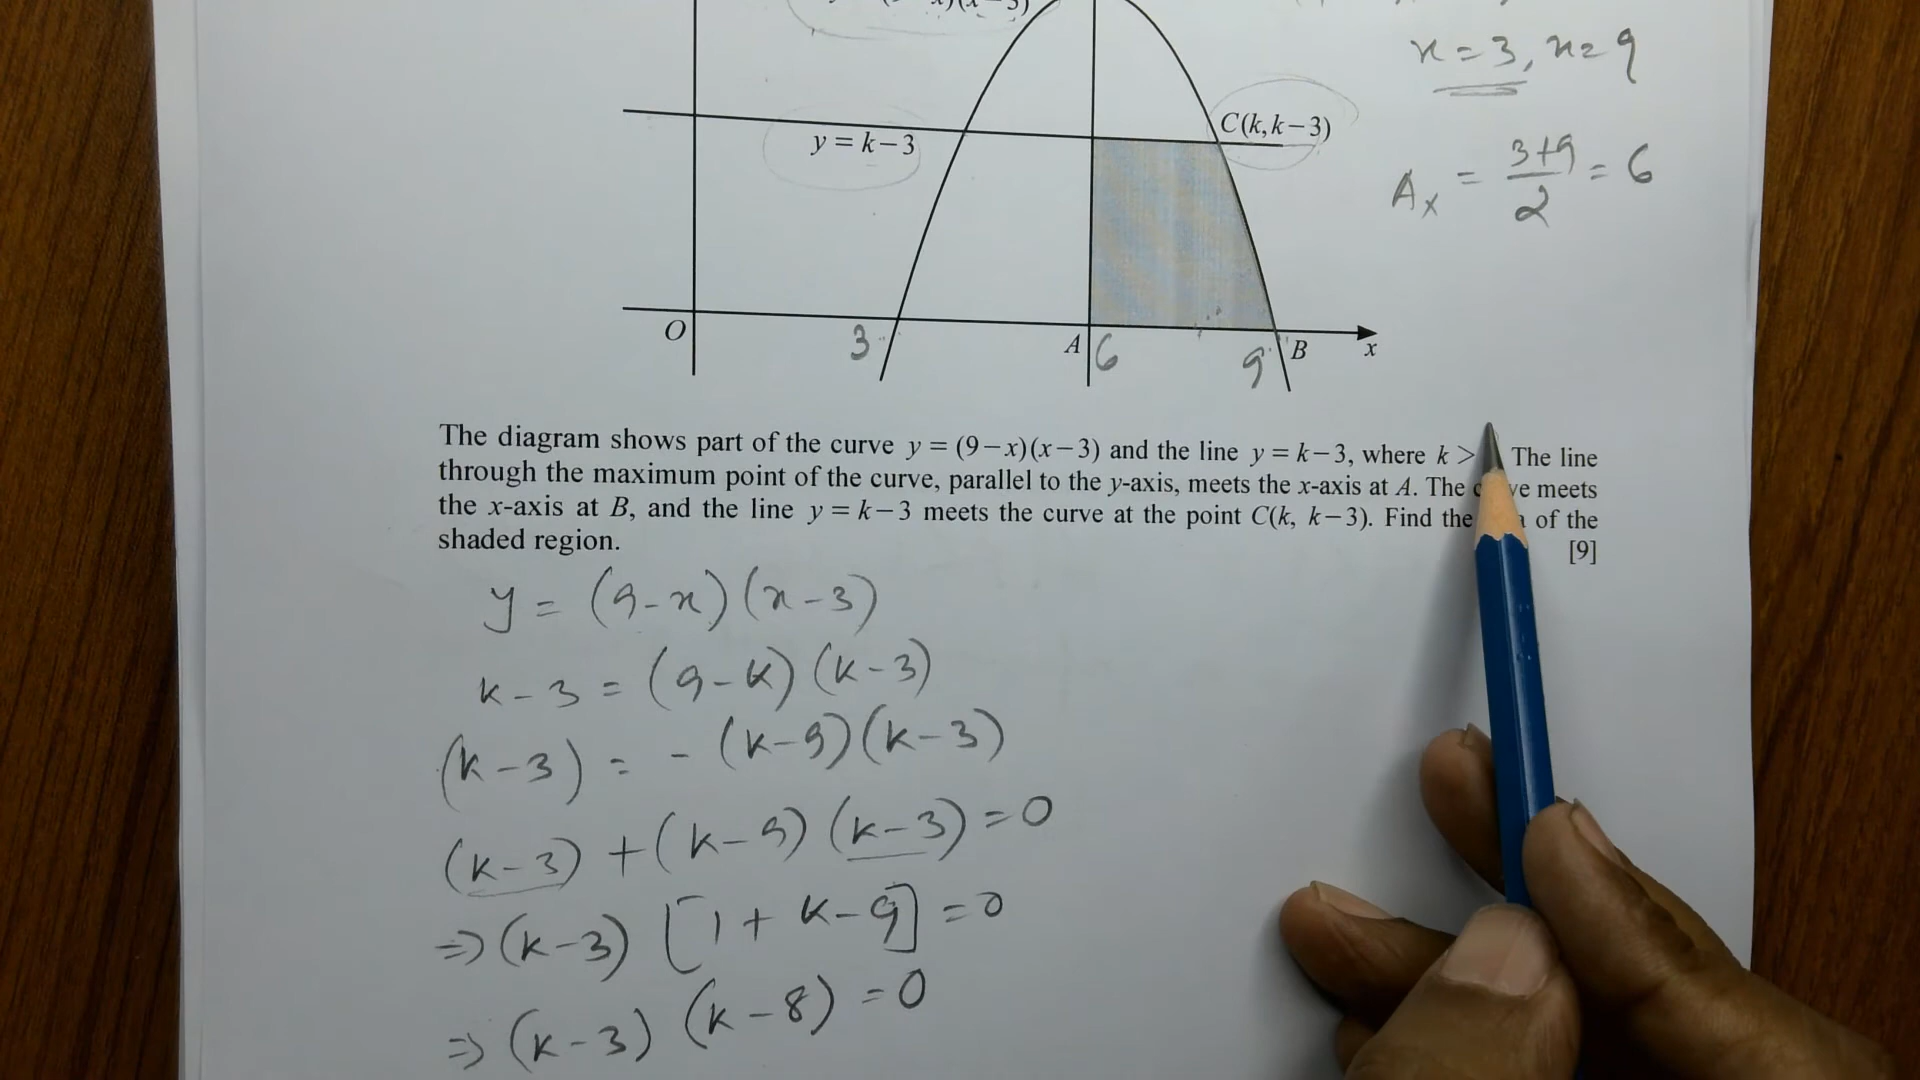 x = 3, x = 9
C(k, k−3)
y = k−3
A_x = 3+9/2 = 6
O
3
A 6
9
B
x
The diagram shows part of the curve y = (9−x)(x−3) and the line y = k−3, where k > The line
through the maximum point of the curve, parallel to the y-axis, meets the x-axis at A. The meets
the x-axis at B, and the line y = k−3 meets the curve at the point C(k, k−3). Find the of the
shaded region.
[9]
y = (9-x)(x-3)
k-3 = (9-k)(k-3)
(k-3) = -(k-9)(k-3)
(k-3) + (k-9)(k-3) = 0
⇒ (k-3) [1 + k-9] = 0
⇒ (k-3) (k-8) = 0